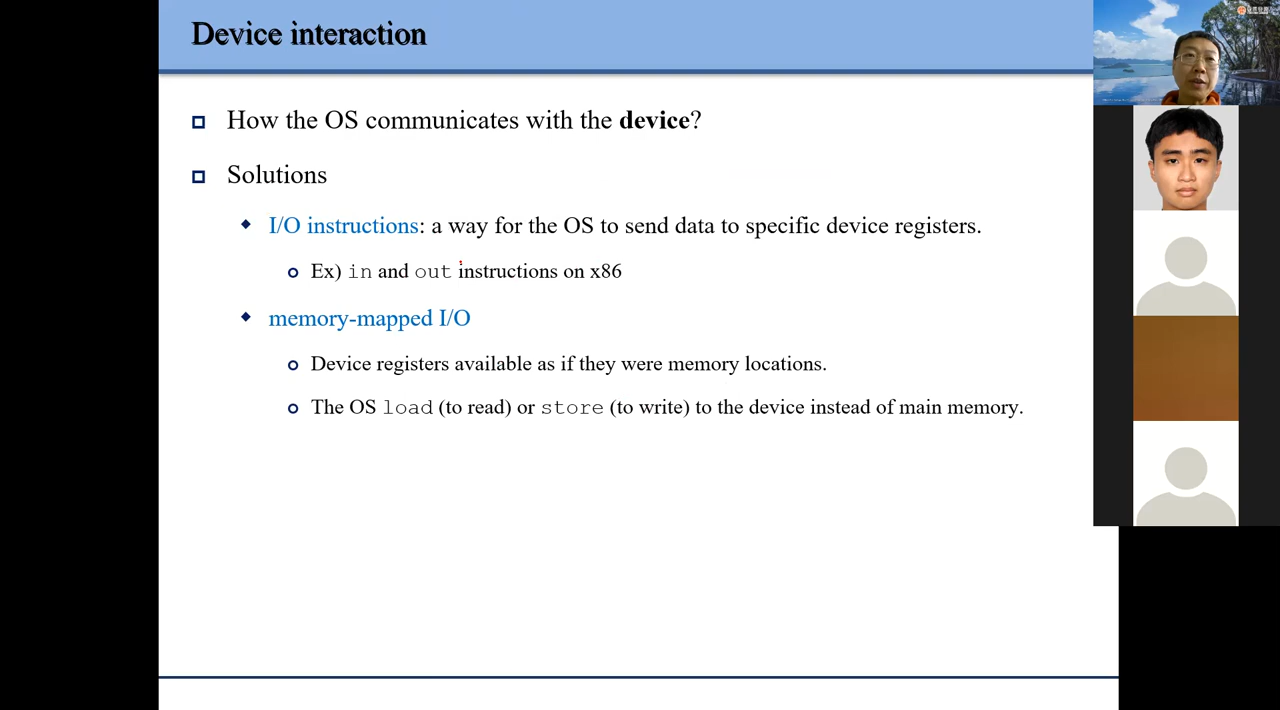 Device interaction
How the OS communicates with the device?
Solutions
I/O instructions: a way for the OS to send data to specific device registers.
Ex) in and out instructions on x86
memory-mapped I/O
Device registers available as if they were memory locations.
The OS load (to read) or store (to write) to the device instead of main memory.